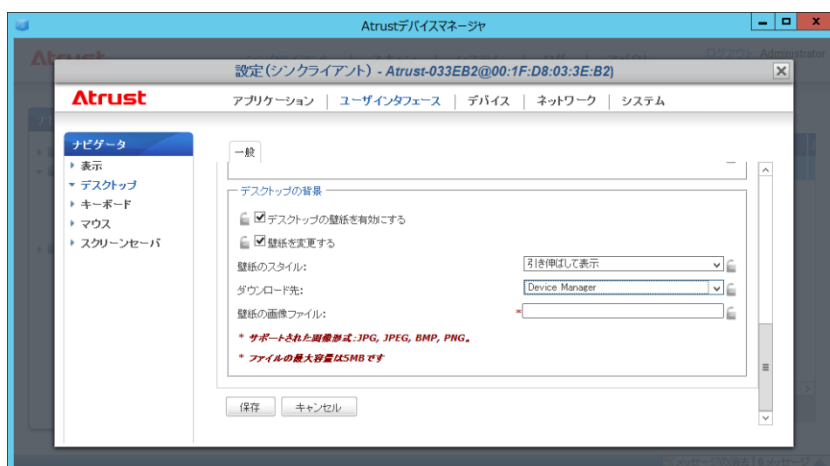 Atrustデバイスマネージャ
Administrator
設定(シンクライアント) - Atrust-033EB2@00:1F:D8:03:3E:B2)
Atrust
アプリケーション | ユーザインタフェース | デバイス | ネットワーク | システム
ナビゲータ
表示
デスクトップ
キーボード
マウス
スクリーンセーバ
一般
デスクトップの背景
デスクトップの壁紙を有効にする
壁紙を変更する
壁紙のスタイル: 引き伸ばして表示
ダウンロード先: Device Manager
壁紙の画像ファイル: *
* サポートされた画像形式:JPG, JPEG, BMP, PNG。
* ファイルの最大容量は5MBです
保存 キャンセル